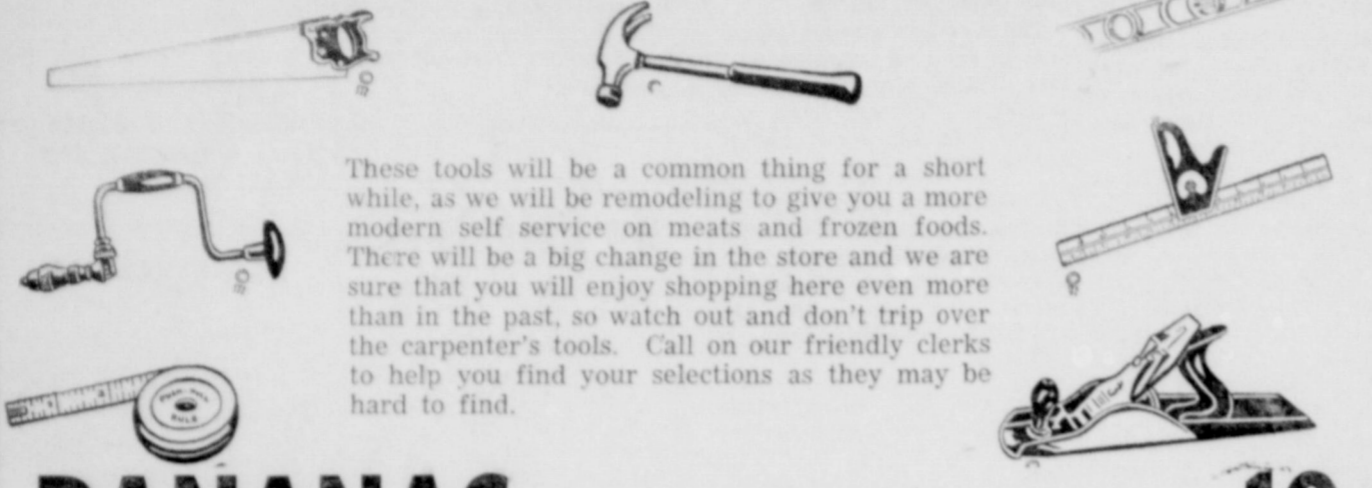 These tools will be a common thing for a short
while, as we will be remodeling to give you a more
modern self service on meats and frozen foods.
There will be a big change in the store and we are
sure that you will enjoy shopping here even more
than in the past, so watch out and don't trip over
the carpenter's tools. Call on our friendly clerks
to help you find your selections as they may be
hard to find.
RULE
BANANAS